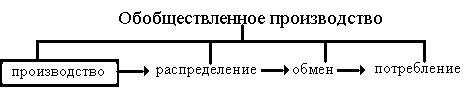 Обобществленное производство
производство распределение обмен потребление